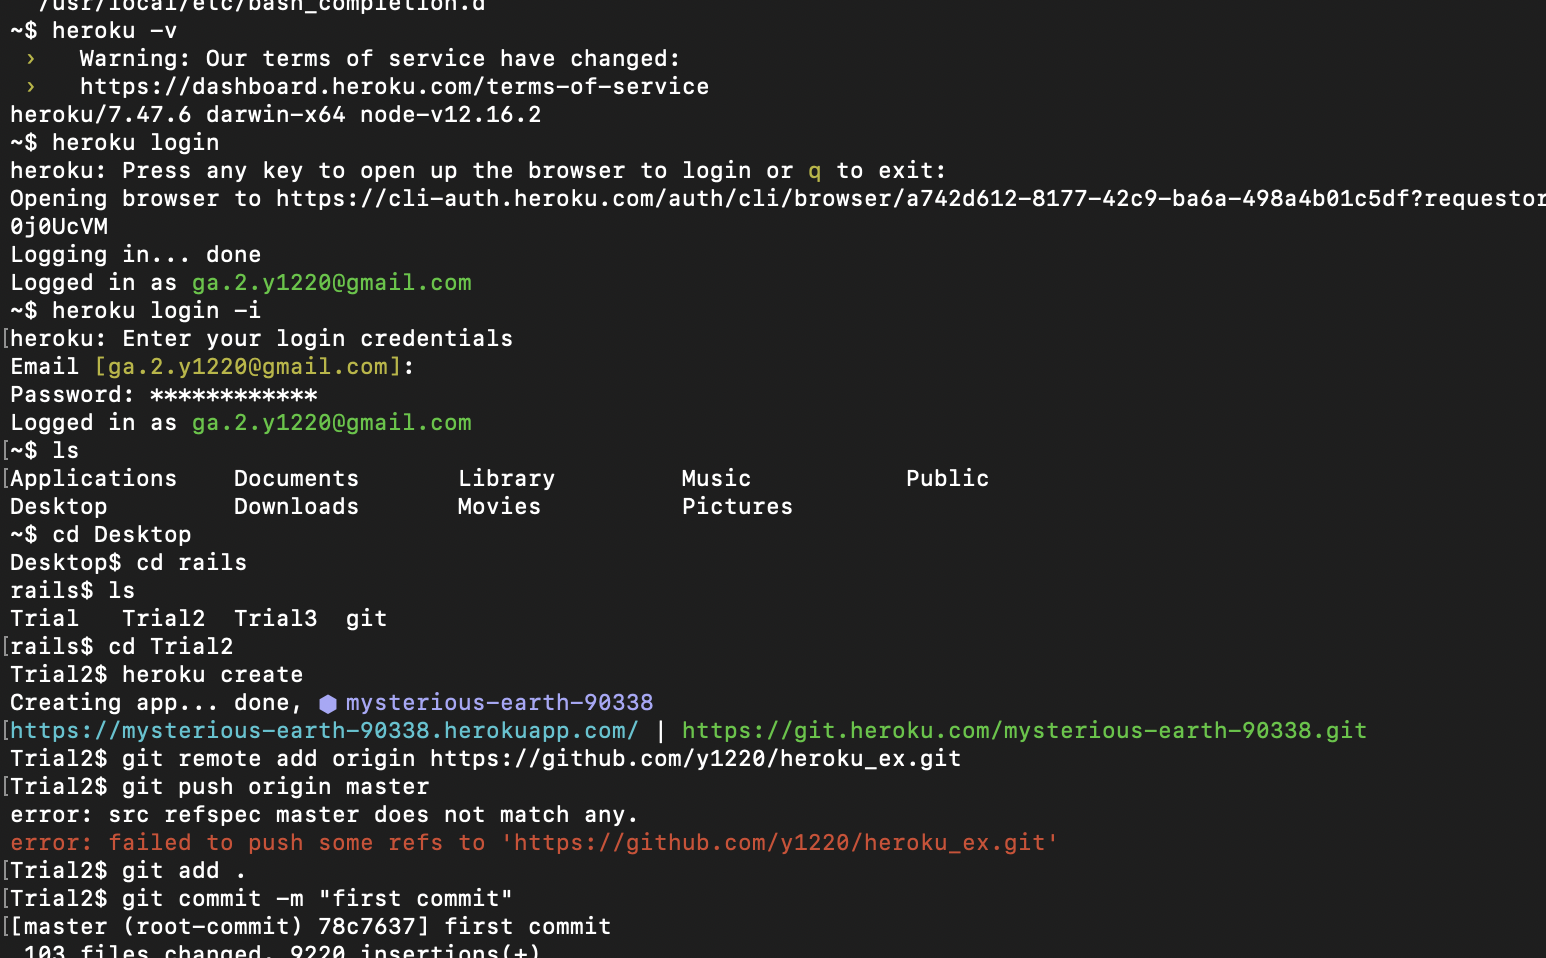 /usr/local/etc/bash_completion.d
~$ heroku -v
›   Warning: Our terms of service have changed:
›   https://dashboard.heroku.com/terms-of-service
heroku/7.47.6 darwin-x64 node-v12.16.2
~$ heroku login
heroku: Press any key to open up the browser to login or q to exit:
Opening browser to https://cli-auth.heroku.com/auth/cli/browser/a742d612-8177-42c9-ba6a-498a4b01c5df?requestor
0j0UcVM
Logging in... done
Logged in as ga.2.y1220@gmail.com
~$ heroku login -i
[heroku: Enter your login credentials
Email [ga.2.y1220@gmail.com]:
Password: ************
Logged in as ga.2.y1220@gmail.com
[~$ ls
[Applications    Documents       Library         Music           Public
Desktop         Downloads       Movies          Pictures
~$ cd Desktop
Desktop$ cd rails
rails$ ls
Trial   Trial2  Trial3  git
[rails$ cd Trial2
Trial2$ heroku create
Creating app... done, ⬢ mysterious-earth-90338
[https://mysterious-earth-90338.herokuapp.com/ | https://git.heroku.com/mysterious-earth-90338.git
Trial2$ git remote add origin https://github.com/y1220/heroku_ex.git
[Trial2$ git push origin master
error: src refspec master does not match any.
error: failed to push some refs to 'https://github.com/y1220/heroku_ex.git'
[Trial2$ git add .
[Trial2$ git commit -m "first commit"
[[master (root-commit) 78c7637] first commit
103 files changed, 9220 insertions(+)